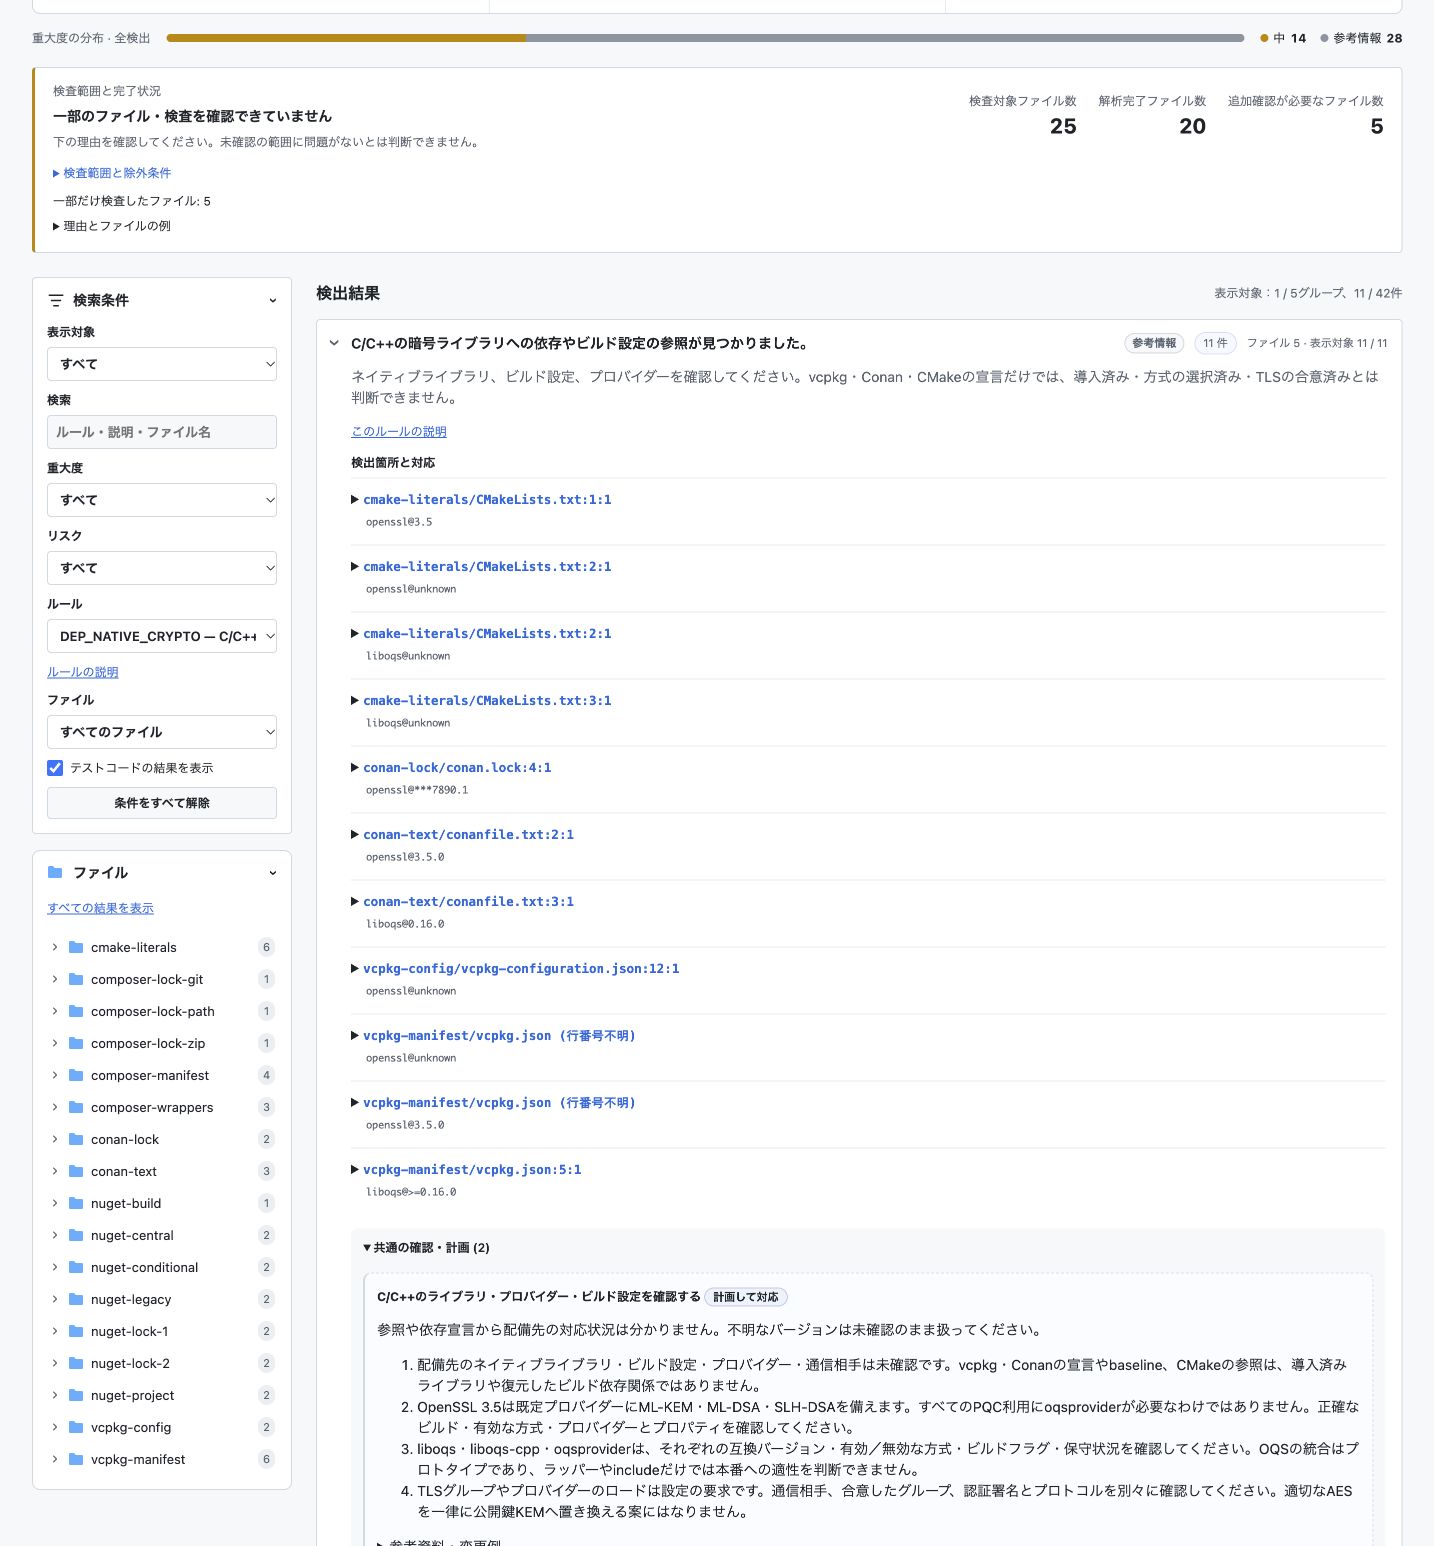 重大度の分布 · 全検出
中 14 参考情報 28
検査範囲と完了状況
一部のファイル・検査を確認できていません
下の理由を確認してください。未確認の範囲に問題がないとは判断できません。
検査対象ファイル数 解析完了ファイル数 追加確認が必要なファイル数
25 20 5
▶ 検査範囲と除外条件
一部だけ検査したファイル: 5
▶ 理由とファイルの例
検索条件
表示対象
すべて
検索
ルール・説明・ファイル名
重大度
すべて
リスク
すべて
ルール
DEP_NATIVE_CRYPTO — C/C++
ルールの説明
ファイル
すべてのファイル
テストコードの結果を表示
条件をすべて解除
ファイル
すべての結果を表示
cmake-literals 6
composer-lock-git 1
composer-lock-path 1
composer-lock-zip 1
composer-manifest 4
composer-wrappers 3
conan-lock 2
conan-text 3
nuget-build 1
nuget-central 2
nuget-conditional 2
nuget-legacy 2
nuget-lock-1 2
nuget-lock-2 2
nuget-project 2
vcpkg-config 2
vcpkg-manifest 6
検出結果
表示対象：1 / 5グループ、11 / 42件
C/C++の暗号ライブラリへの依存やビルド設定の参照が見つかりました。
参考情報 11 件 ファイル 5 · 表示対象 11 / 11
ネイティブライブラリ、ビルド設定、プロバイダーを確認してください。vcpkg・Conan・CMakeの宣言だけでは、導入済み・方式の選択済み・TLSの合意済みとは
判断できません。
このルールの説明
検出箇所と対応
▶ cmake-literals/CMakeLists.txt:1:1
openssl@3.5
▶ cmake-literals/CMakeLists.txt:2:1
openssl@unknown
▶ cmake-literals/CMakeLists.txt:2:1
liboqs@unknown
▶ cmake-literals/CMakeLists.txt:3:1
liboqs@unknown
▶ conan-lock/conan.lock:4:1
openssl@***7890.1
▶ conan-text/conanfile.txt:2:1
openssl@3.5.0
▶ conan-text/conanfile.txt:3:1
liboqs@0.16.0
▶ vcpkg-config/vcpkg-configuration.json:12:1
openssl@unknown
▶ vcpkg-manifest/vcpkg.json (行番号不明)
openssl@unknown
▶ vcpkg-manifest/vcpkg.json (行番号不明)
openssl@3.5.0
▶ vcpkg-manifest/vcpkg.json:5:1
liboqs@>=0.16.0
▼ 共通の確認・計画 (2)
C/C++のライブラリ・プロバイダー・ビルド設定を確認する 計画して対応
参照や依存宣言から配備先の対応状況は分かりません。不明なバージョンは未確認のまま扱ってください。
1. 配備先のネイティブライブラリ・ビルド設定・プロバイダー・通信相手は未確認です。vcpkg・Conanの宣言やbaseline、CMakeの参照は、導入済み
ライブラリや復元したビルド依存関係ではありません。
2. OpenSSL 3.5は既定プロバイダーにML-KEM・ML-DSA・SLH-DSAを備えます。すべてのPQC利用にoqsproviderが必要なわけではありません。正確な
ビルド・有効な方式・プロバイダーとプロパティを確認してください。
3. liboqs・liboqs-cpp・oqsproviderは、それぞれの互換バージョン・有効／無効な方式・ビルドフラグ・保守状況を確認してください。OQSの統合はプ
ロトタイプであり、ラッパーやincludeだけでは本番への適性を判断できません。
4. TLSグループやプロバイダーのロードは設定の要求です。通信相手、合意したグループ、認証署名とプロトコルを別々に確認してください。適切なAES
を一律に公開鍵KEMへ置き換える案にはなりません。
▶ 参考資料・変更例